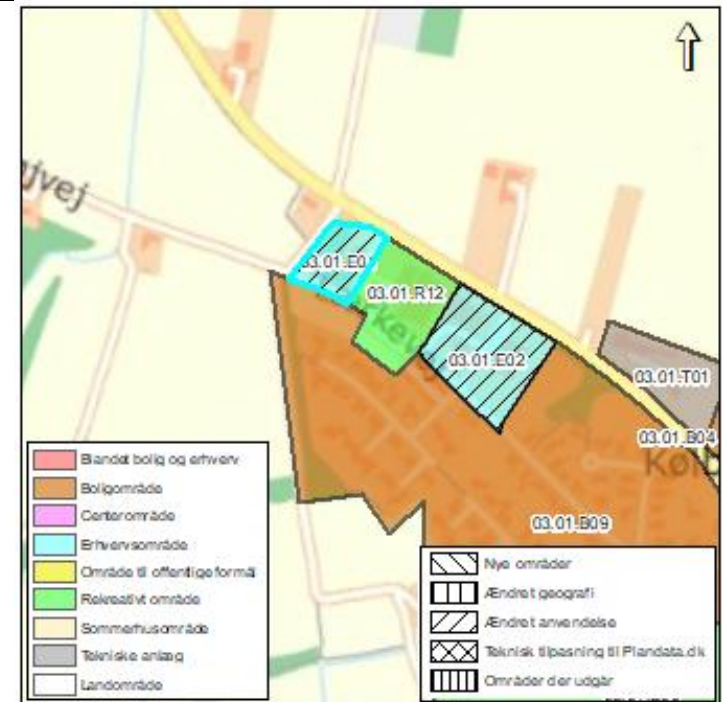 jvej
03.01.E0
03.01.R12
03.01.E02
03.01.T01
03.01.B04
03.01.B09
Blandet bolig og erhverv
Boligområde
Centerområde
Erhvervsområde
Område til offentlige formål
Rekreativt område
Sommerhusområde
Tekniske anlæg
Landområde
Nye områder
Ændret geografi
Ændret anvendelse
Teknisk tilpasning til Plandata.dk
Områder der udgår